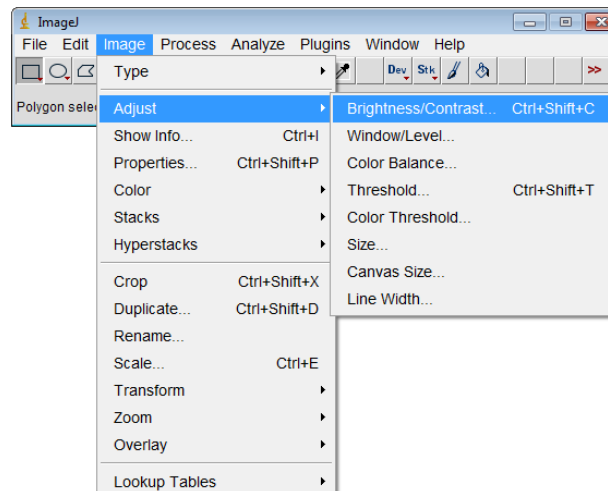 ImageJ
File Edit Image Process Analyze Plugins Window Help
Dev Stk >>
Polygon
Type
Adjust
Show Info... Ctrl+I
Properties... Ctrl+Shift+P
Color
Stacks
Hyperstacks
Crop Ctrl+Shift+X
Duplicate... Ctrl+Shift+D
Rename...
Scale... Ctrl+E
Transform
Zoom
Overlay
Lookup Tables
Brightness/Contrast... Ctrl+Shift+C
Window/Level...
Color Balance...
Threshold... Ctrl+Shift+T
Color Threshold...
Size...
Canvas Size...
Line Width...